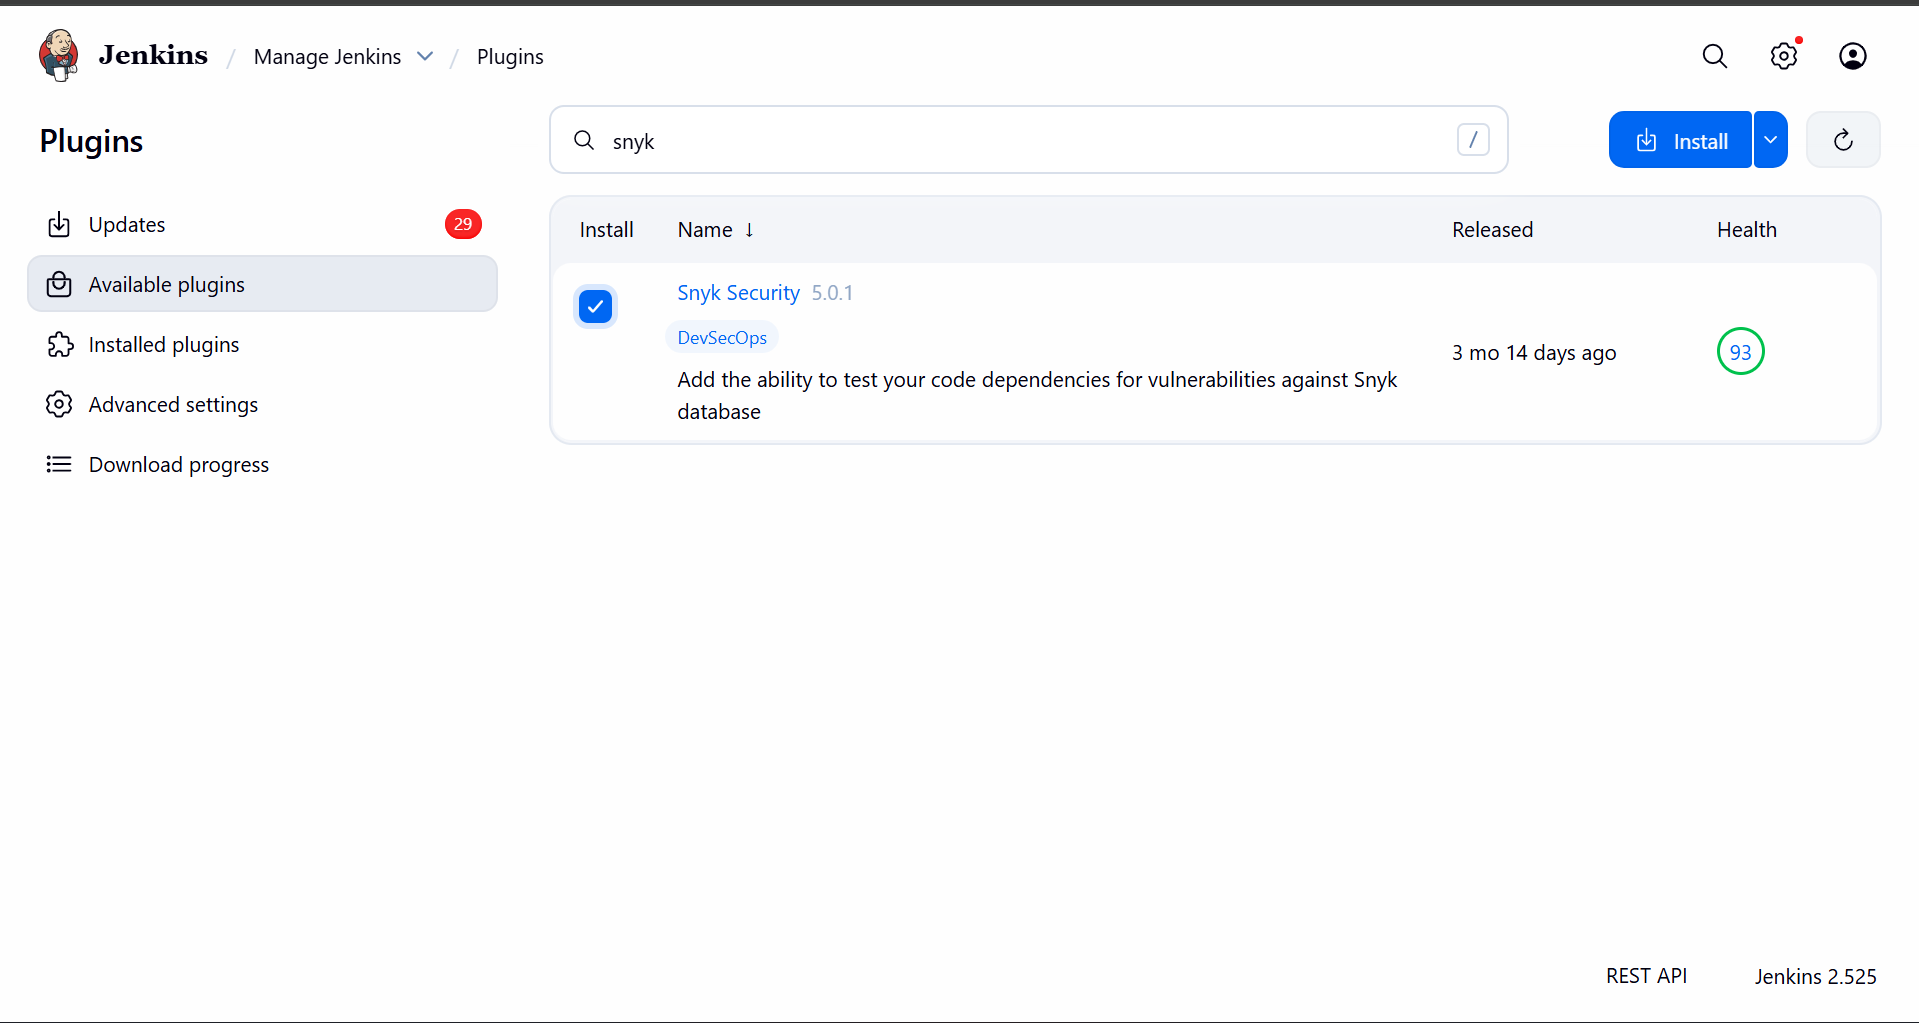 Jenkins / Manage Jenkins / Plugins
Plugins
snyk /
Install
Updates 29
Available plugins
Installed plugins
Advanced settings
Download progress
Install Name ↓ Released Health
Snyk Security 5.0.1
DevSecOps
Add the ability to test your code dependencies for vulnerabilities against Snyk
database
3 mo 14 days ago
93
REST API Jenkins 2.525